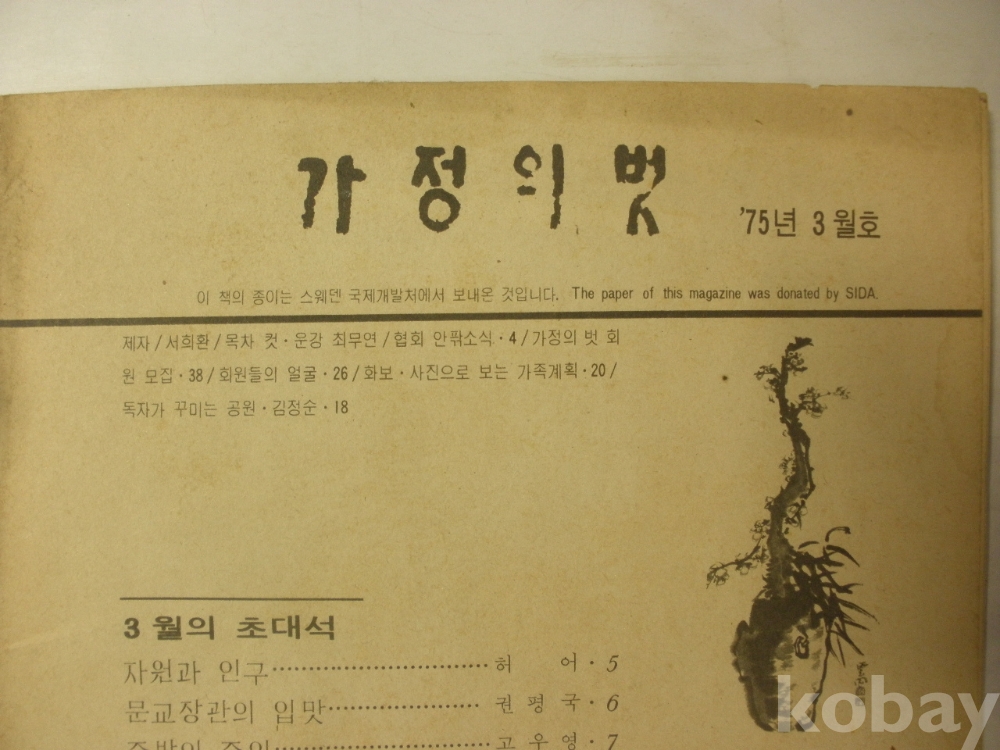 가정의벗
'75년 3월호
이 책의 종이는 스웨덴 국제개발처에서 보내온 것입니다. The paper of this magazine was donated by SIDA.
제자/서희환/목차 컷·운강 최무연/협회 안팎소식·4/가정의 벗 회
원 모집·38/회원들의 얼굴·26/화보·사진으로 보는 가족계획·20/
독자가 꾸미는 공원·김정순·18
3월의 초대석
자원과 인구 허 어·5
문교장관의 입맛 권평국·6
고우영·7
kobay